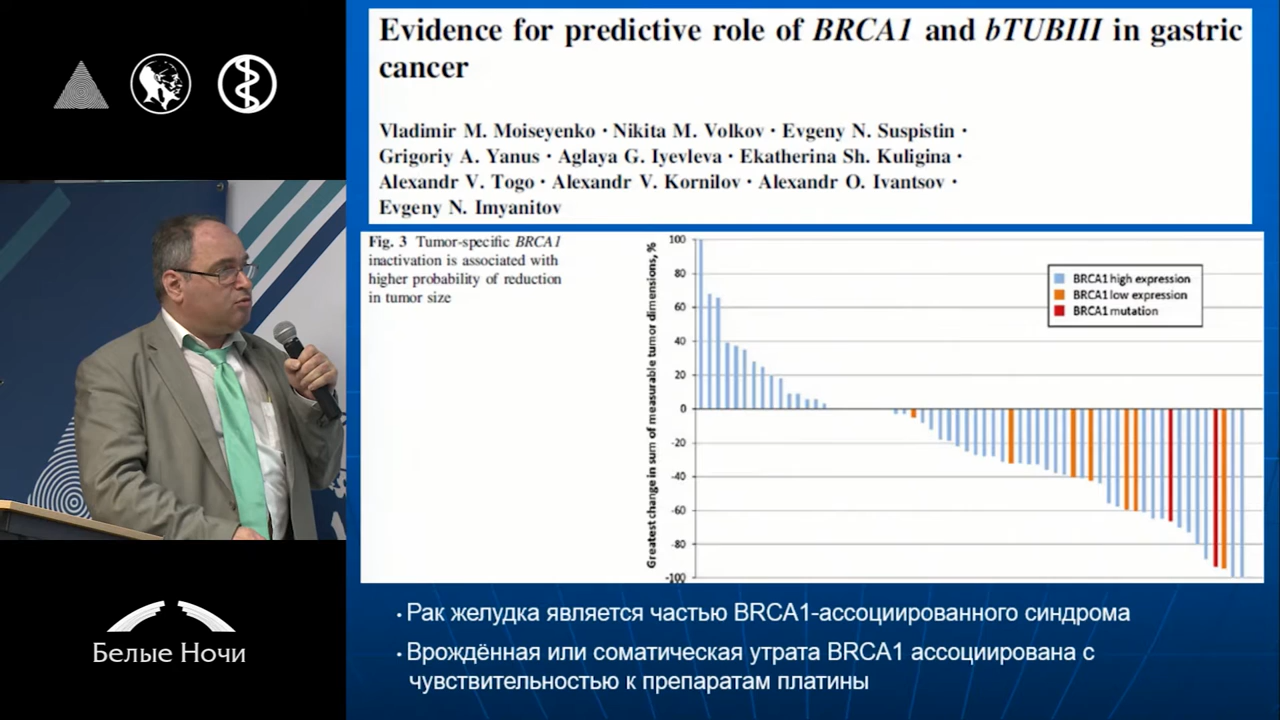 Evidence for predictive role of BRCA1 and bTUBIII in gastric
cancer
Vladimir M. Moiseyenko · Nikita M. Volkov · Evgeny N. Suspistin ·
Grigoriy A. Yanus · Aglaya G. Iyevleva · Ekatherina Sh. Kuligina ·
Alexandr V. Togo · Alexandr V. Kornilov · Alexandr O. Ivantsov ·
Evgeny N. Imyanitov
Fig. 3 Tumor-specific BRCA1
inactivation is associated with
higher probability of reduction
in tumor size
Greatest change in sum of measurable tumor dimensions, %
100
80
60
40
20
0
-20
-40
-60
-80
-100
BRCA1 high expression
BRCA1 low expression
BRCA1 mutation
· Рак желудка является частью BRCA1-ассоциированного синдрома
· Врождённая или соматическая утрата BRCA1 ассоциирована с
чувствительностью к препаратам платины
Белые Ночи